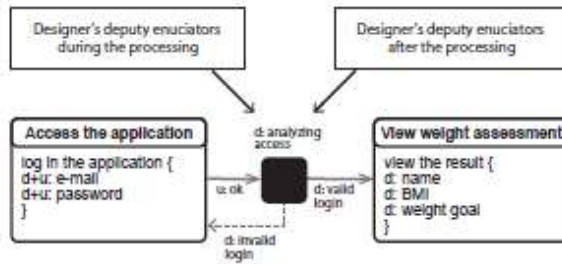 Designer's deputy enuciators
during the processing
Designer's deputy enuciators
after the processing
Access the application
log in the application {
d+u: e-mail
d+u: password
}
d: analyzing
access
u: ok
d: valid
login
d: invalid
login
View weight assessment
view the result {
d: name
d: BMI
d: weight goal
}